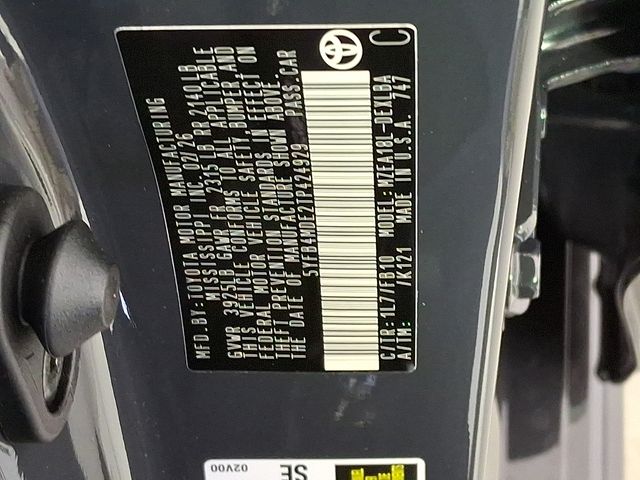 MFD.BY:TOYOTA MOTOR MANUFACTURING
MISSISSIPPI INC. 02/26
GVWR 3925LB GAWR FR 2315 LB RR 2140LB
THIS VEHICLE CONFORMS TO ALL APPLICABLE
FEDERAL MOTOR VEHICLE SAFETY, BUMPER AND
THEFT PREVENTION STANDARDS IN EFFECT ON
THE DATE OF MANUFACTURE SHOWN ABOVE.
5YFB4MDE2TP424929 PASS.CAR
C/TR:1L7/FB10 MODEL:MZEA18L-DEXLBA
A/TM: /K121 MADE IN U.S.A. 747
C
02V00
SE